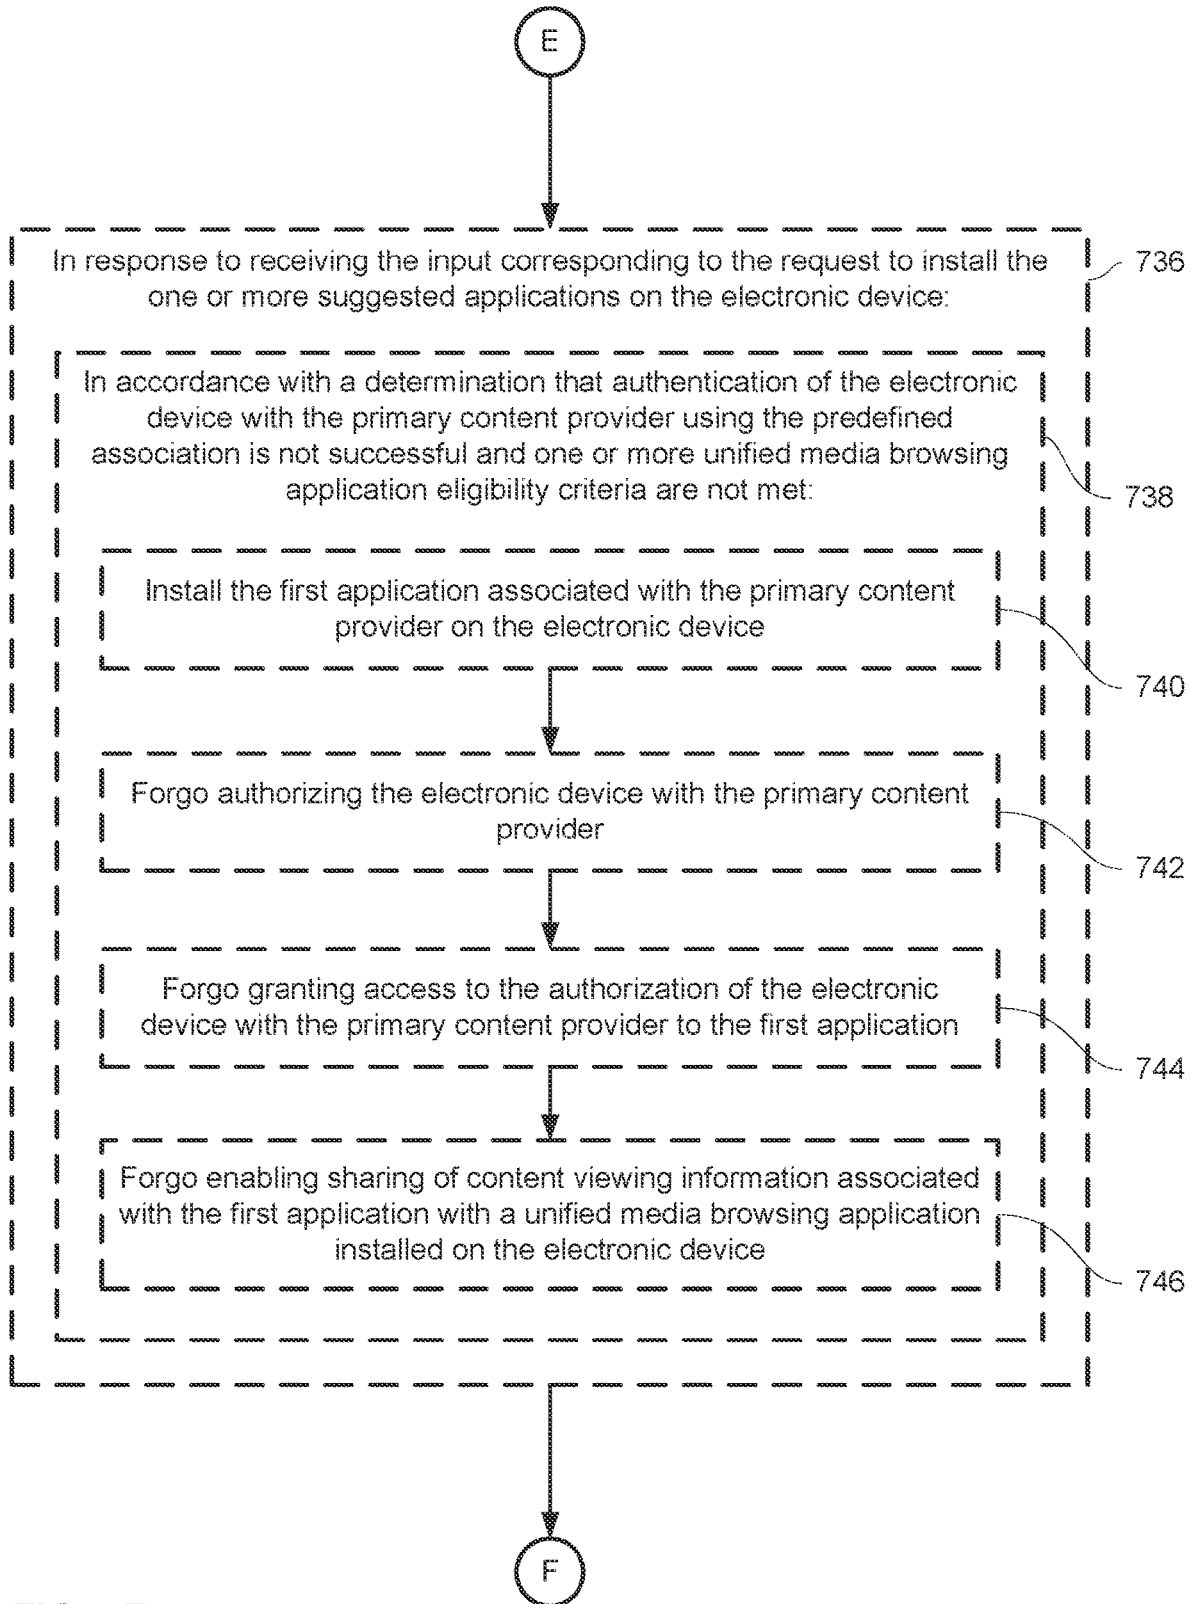 E
In response to receiving the input corresponding to the request to install the
one or more suggested applications on the electronic device:
736
In accordance with a determination that authentication of the electronic
device with the primary content provider using the predefined
association is not successful and one or more unified media browsing
application eligibility criteria are not met:
738
Install the first application associated with the primary content
provider on the electronic device
740
Forgo authorizing the electronic device with the primary content
provider
742
Forgo granting access to the authorization of the electronic
device with the primary content provider to the first application
744
Forgo enabling sharing of content viewing information associated
with the first application with a unified media browsing application
installed on the electronic device
746
F